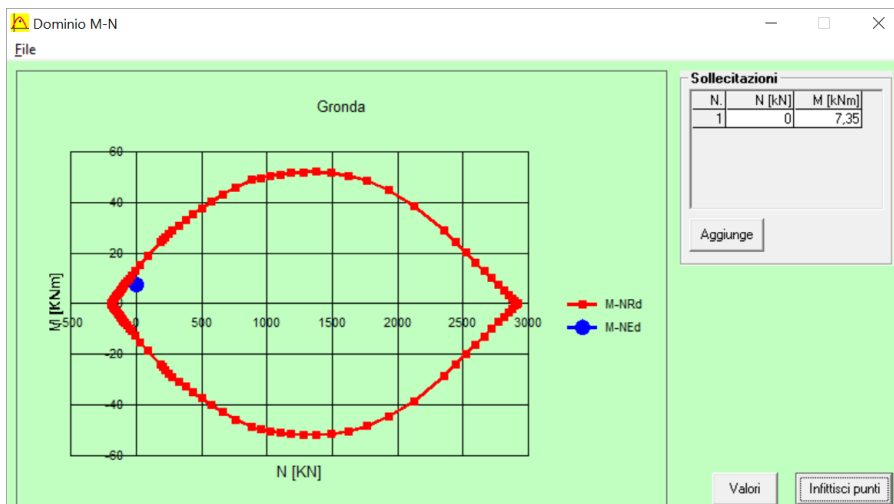 Dominio M-N
File
Gronda
M [KNm]
60
40
20
0
-20
-40
-60
-500 0 500 1000 1500 2000 2500 3000
N [KN]
M-NRd
M-NEd
Sollecitazioni
N. N [kN] M [kNm]
1 0 7,35
Aggiunge
Valori Infittisci punti